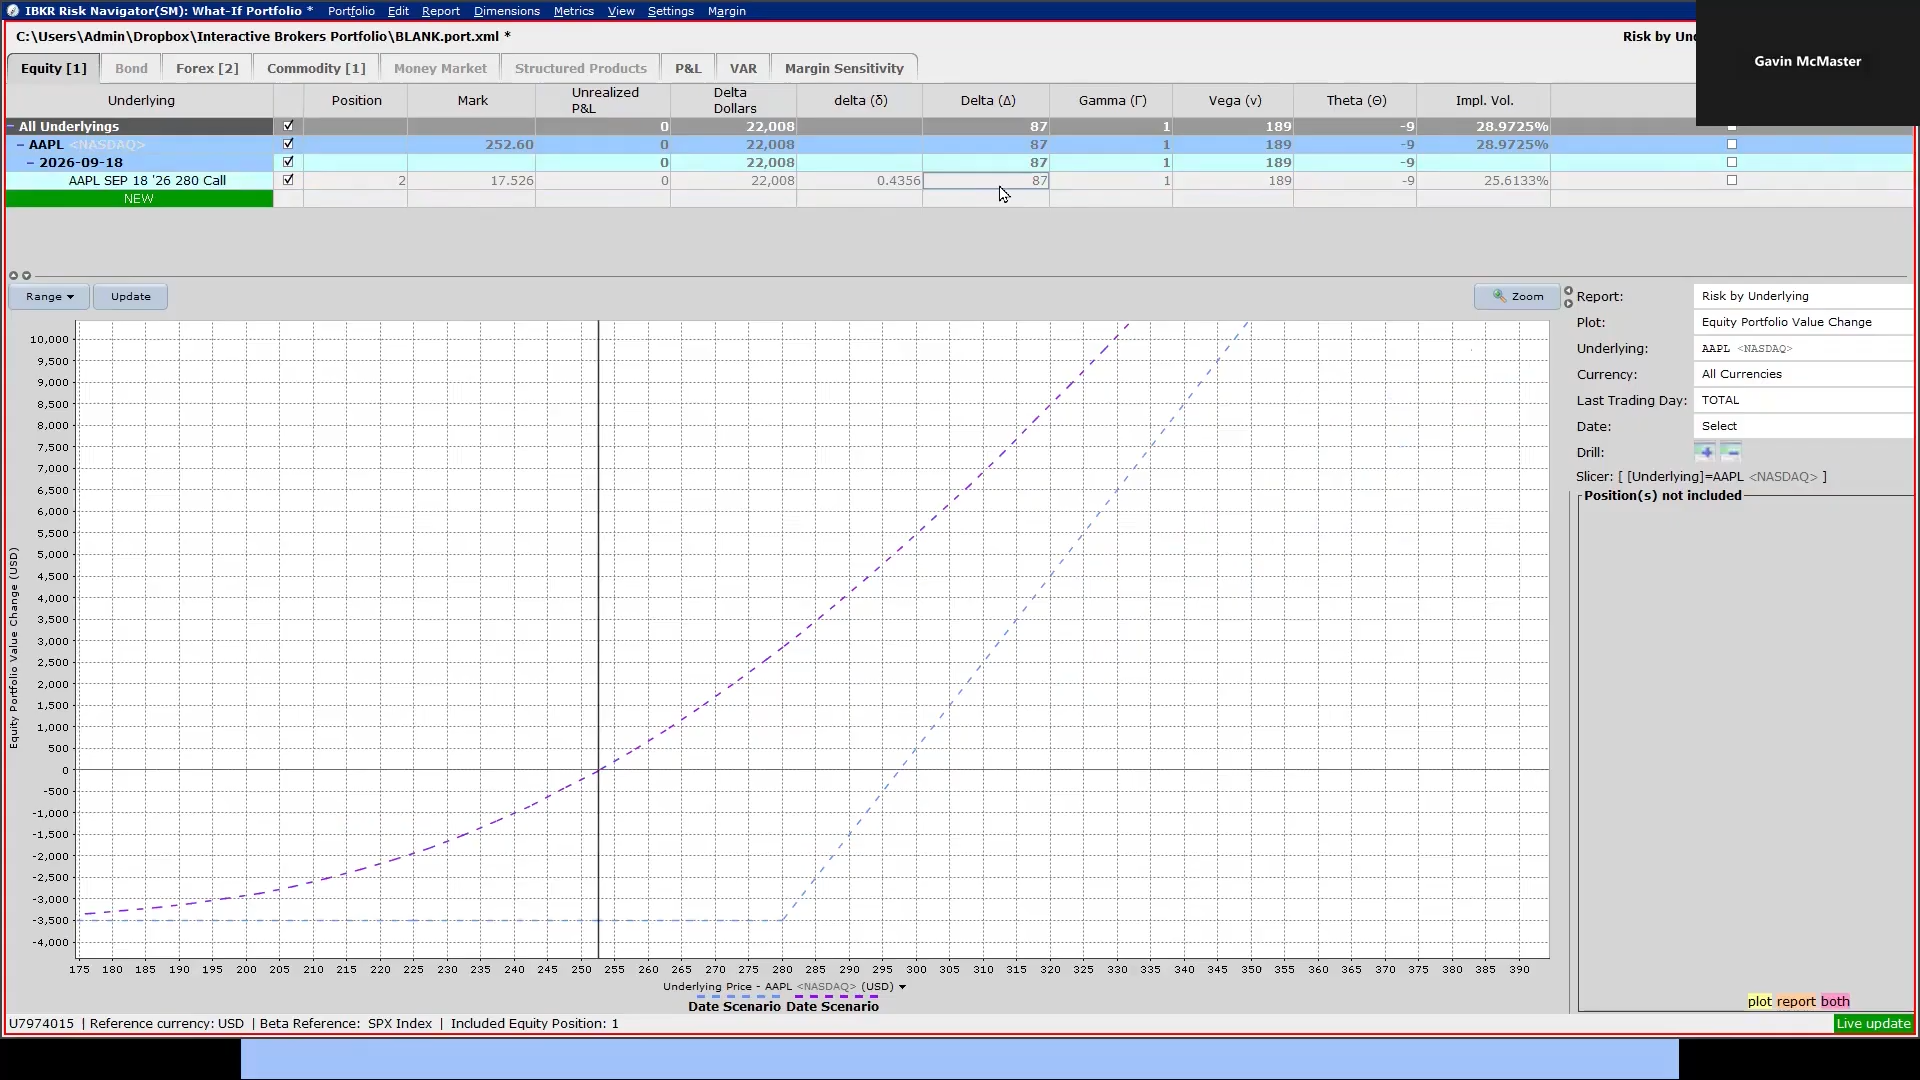 IBKR Risk Navigator(SM): What-If Portfolio * Portfolio Edit Report Dimensions Metrics View Settings Margin
C:\Users\Admin\Dropbox\Interactive Brokers Portfolio\BLANK.port.xml * Risk by Und
Gavin McMaster
Equity [1] Bond Forex [2] Commodity [1] Money Market Structured Products P&L VAR Margin Sensitivity
Underlying Position Mark Unrealized P&L Delta Dollars delta (δ) Delta (Δ) Gamma (Γ) Vega (ν) Theta (Θ) Impl. Vol.
All Underlyings 0 22,008 87 1 189 -9 28.9725%
AAPL <NASDAQ> 252.60 0 22,008 87 1 189 -9 28.9725%
2026-09-18 0 22,008 87 1 189 -9
AAPL SEP 18 '26 280 Call 2 17.526 0 22,008 0.4356 87 1 189 -9 25.6133%
NEW
Range Update Zoom
Report: Risk by Underlying
Plot: Equity Portfolio Value Change
Underlying: AAPL <NASDAQ>
Currency: All Currencies
Last Trading Day: TOTAL
Date: Select
Drill:
Slicer: [ [Underlying]=AAPL <NASDAQ> ]
Position(s) not included
Equity Portfolio Value Change (USD)
10,000
9,500
9,000
8,500
8,000
7,500
7,000
6,500
6,000
5,500
5,000
4,500
4,000
3,500
3,000
2,500
2,000
1,500
1,000
500
0
-500
-1,000
-1,500
-2,000
-2,500
-3,000
-3,500
-4,000
175 180 185 190 195 200 205 210 215 220 225 230 235 240 245 250 255 260 265 270 275 280 285 290 295 300 305 310 315 320 325 330 335 340 345 350 355 360 365 370 375 380 385 390
Underlying Price - AAPL <NASDAQ> (USD)
Date Scenario Date Scenario
plot report both
U7974015 | Reference currency: USD | Beta Reference: SPX Index | Included Equity Position: 1
Live update